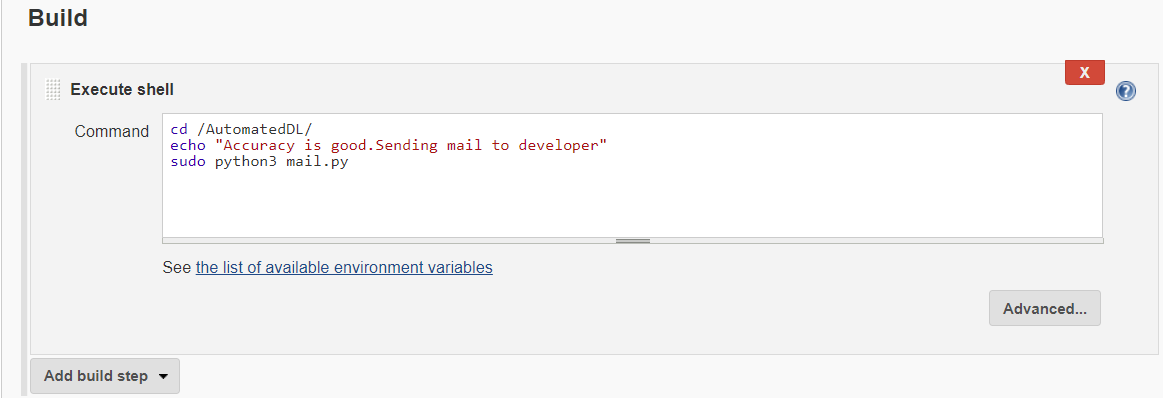 Build
X
Execute shell
?
Command
cd /AutomatedDL/
echo "Accuracy is good.Sending mail to developer"
sudo python3 mail.py
See the list of available environment variables
Advanced...
Add build step